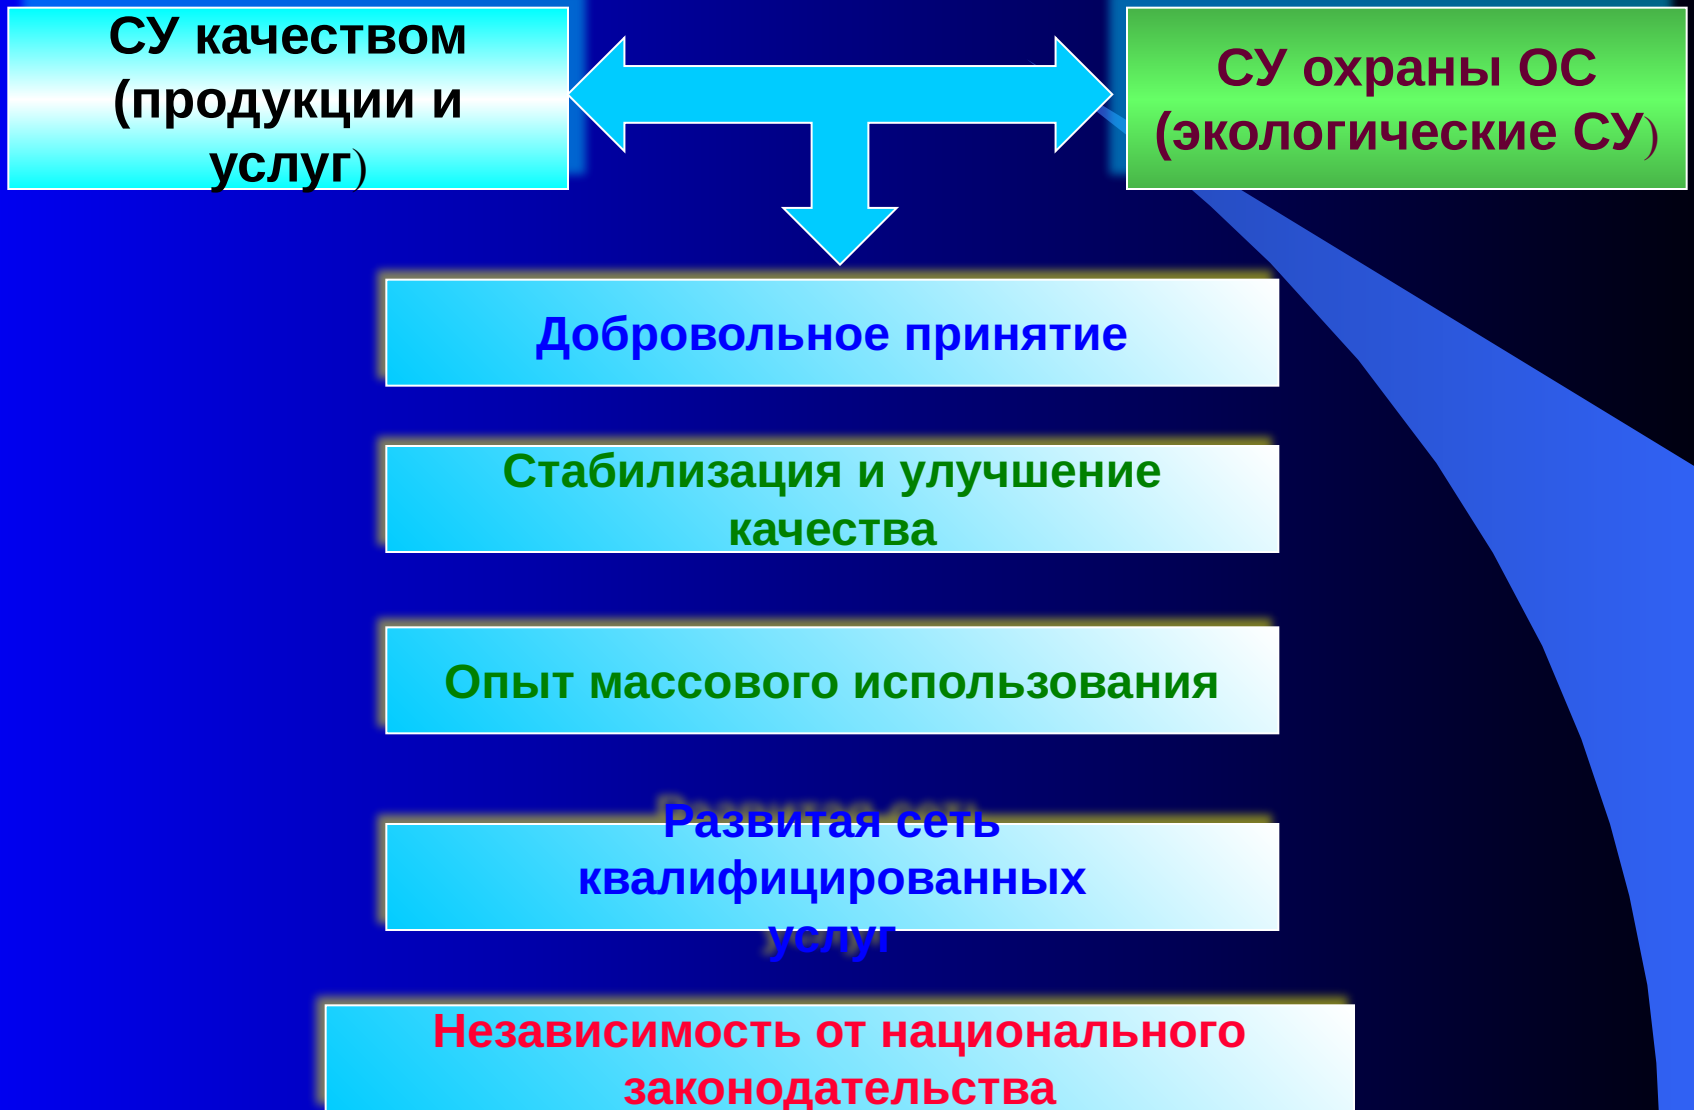 СУ качеством
(продукции и
услуг)
СУ охраны ОС
(экологические СУ)
Добровольное принятие
Стабилизация и улучшение
качества
Опыт массового использования
Развитая сеть
квалифицированных
услуг
Независимость от национального
законодательства